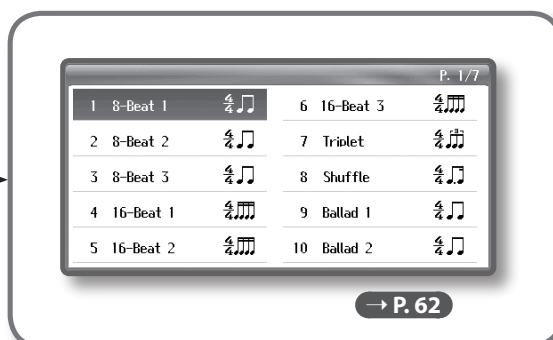 P. 1/7
1 8-Beat 1 4/4
2 8-Beat 2 4/4
3 8-Beat 3 4/4
4 16-Beat 1 4/4
5 16-Beat 2 4/4
6 16-Beat 3 4/4
7 Triplet 4/4 3
8 Shuffle 4/4
9 Ballad 1 4/4
10 Ballad 2 4/4
→ P. 62